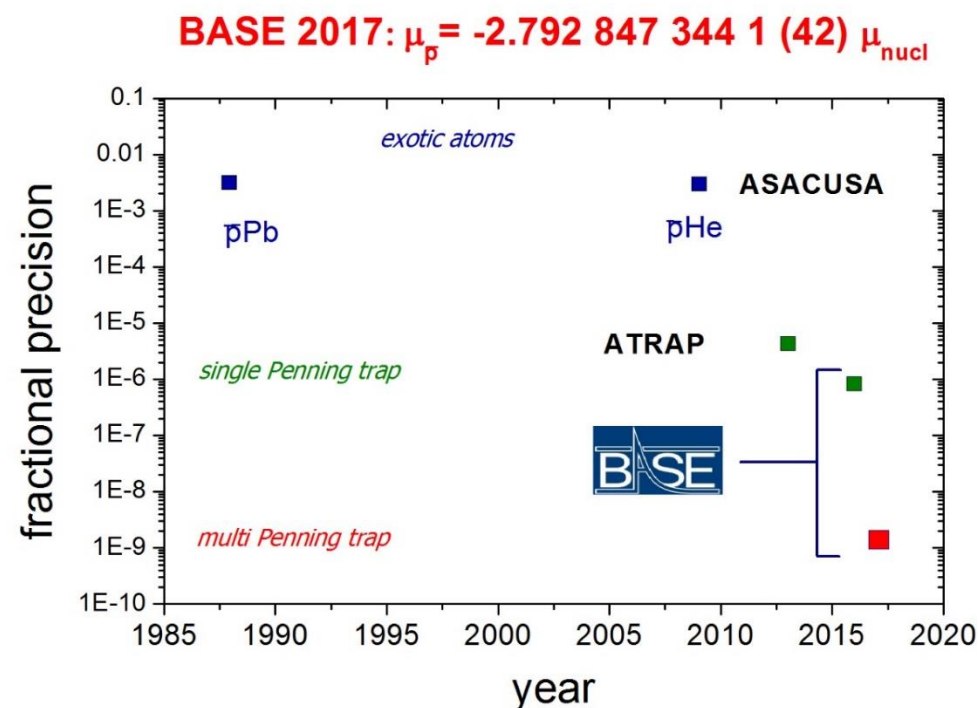 BASE 2017: μp̅ = -2.792 847 344 1 (42) μnucl
0.1
0.01
1E-3
1E-4
1E-5
1E-6
1E-7
1E-8
1E-9
1E-10
fractional precision
exotic atoms
ASACUSA
p̅Pb
p̅He
ATRAP
single Penning trap
BASE
multi Penning trap
1985 1990 1995 2000 2005 2010 2015 2020
year